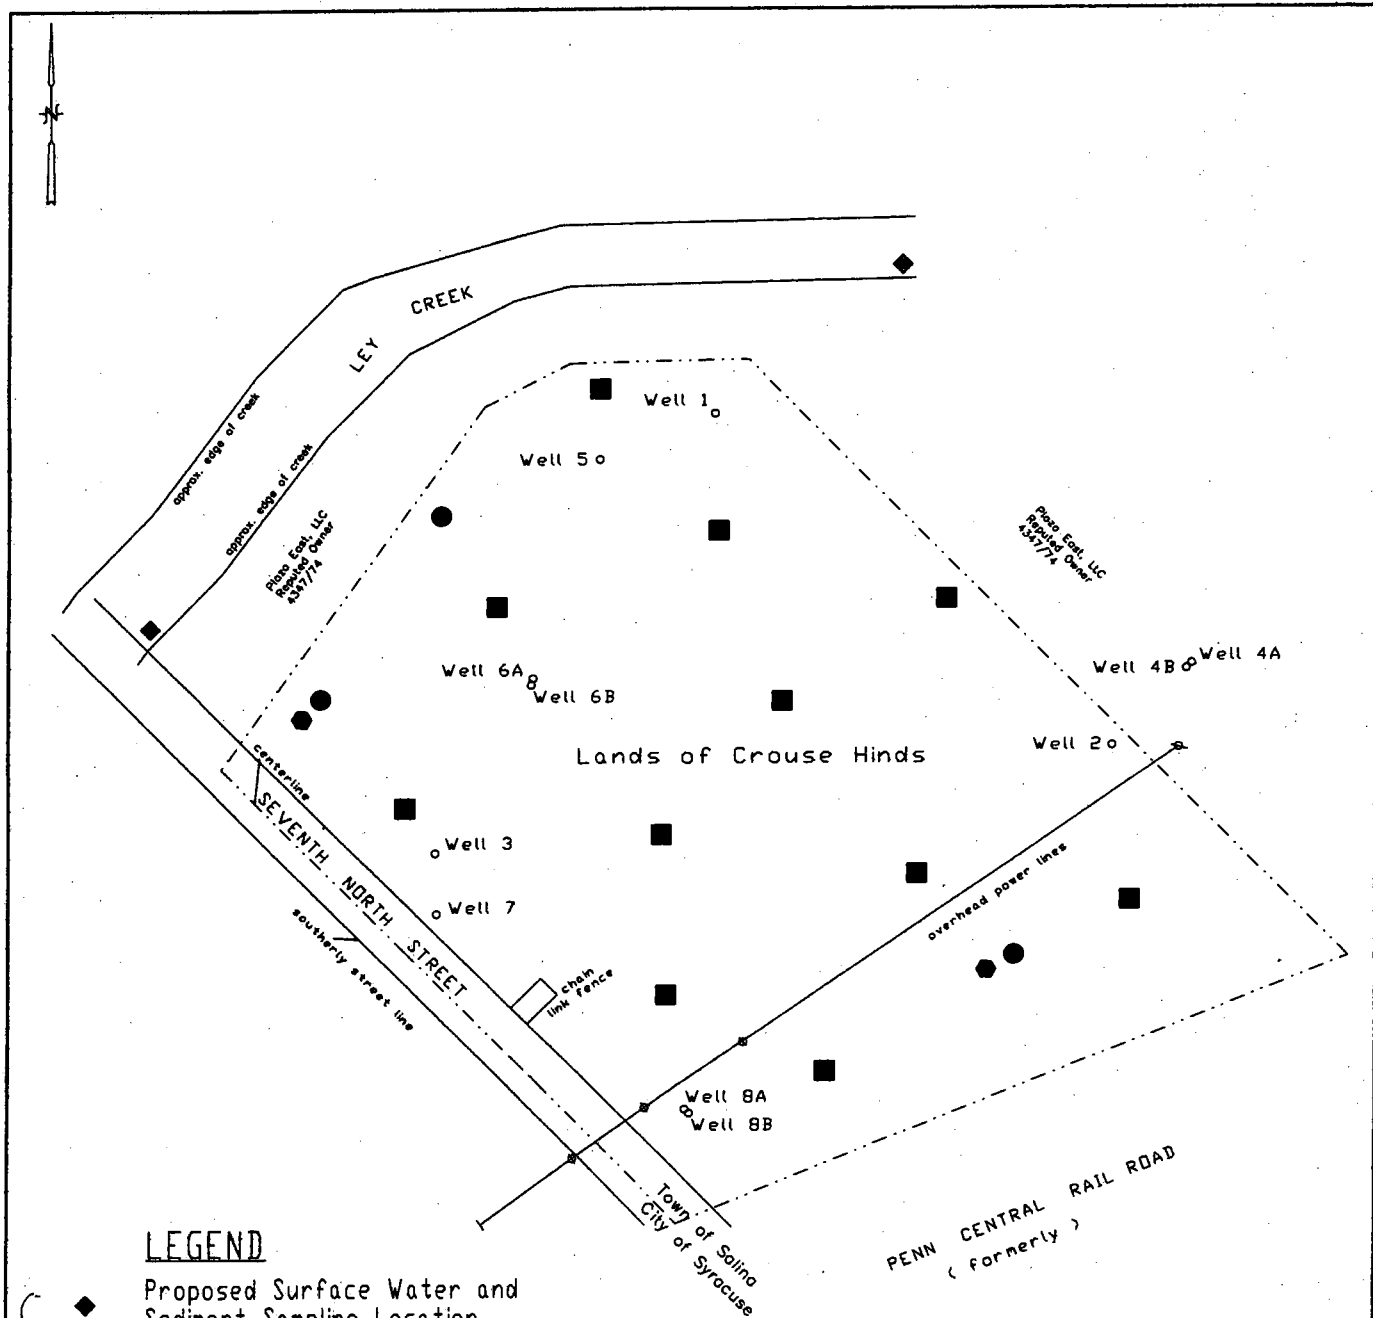 N
CREEK
LEY
approx. edge of creek
approx. edge of creek
Plaza East, LLC
Reputed Owner
4347/74
Plaza East, LLC
Reputed Owner
4347/74
Well 1
Well 5
Well 6A
Well 6B
Well 4A
Well 4B
Well 2
Lands of Crouse Hinds
centerline
SEVENTH NORTH STREET
southerly street line
Well 3
Well 7
chain
link fence
overhead power lines
Well 8A
Well 8B
Town of Salina
City of Syracuse
PENN CENTRAL RAIL ROAD
( formerly )
LEGEND
Proposed Surface Water and
Sediment Sampling Location